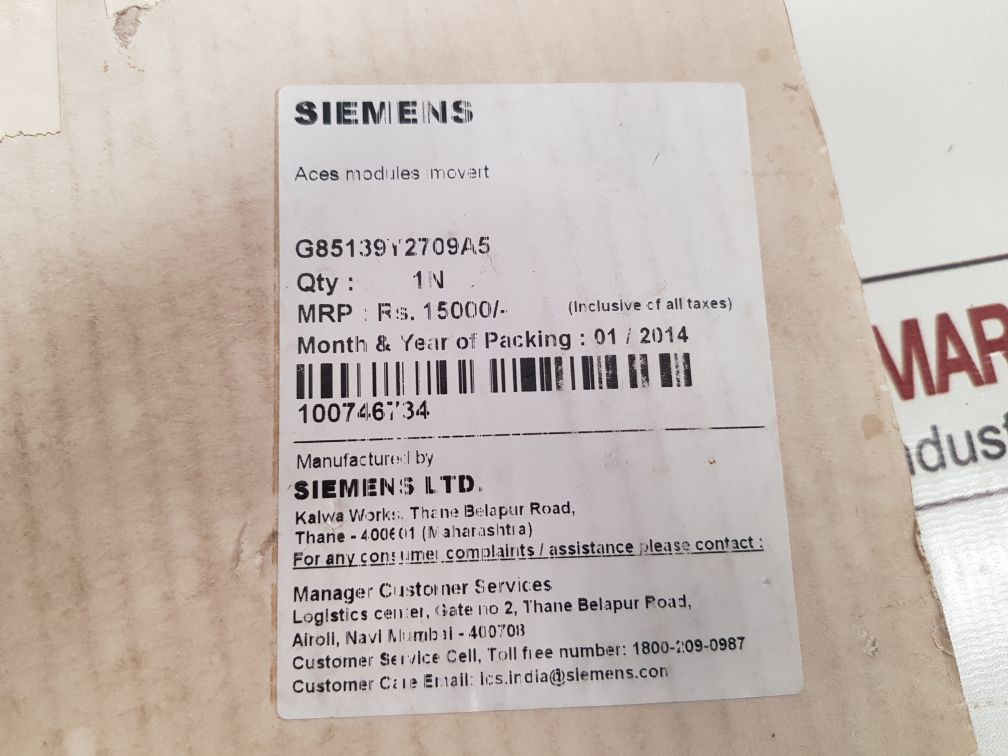 SIEMENS
Aces modules movert
G85139Y2709A5
Qty : 1N
MRP : Rs. 15000/- (Inclusive of all taxes)
Month & Year of Packing : 01 / 2014
100746734
Manufactured by
SIEMENS LTD.
Kalwa Works, Thane Belapur Road,
Thane - 400601 (Maharashtra)
For any consumer complaints / assistance please contact :
Manager Customer Services
Logistics center, Gate no 2, Thane Belapur Road,
Airoli, Navi Mumbai - 400708
Customer Service Cell, Toll free number: 1800-209-0987
Customer Care Email: ics.india@siemens.com
MAR
ndust